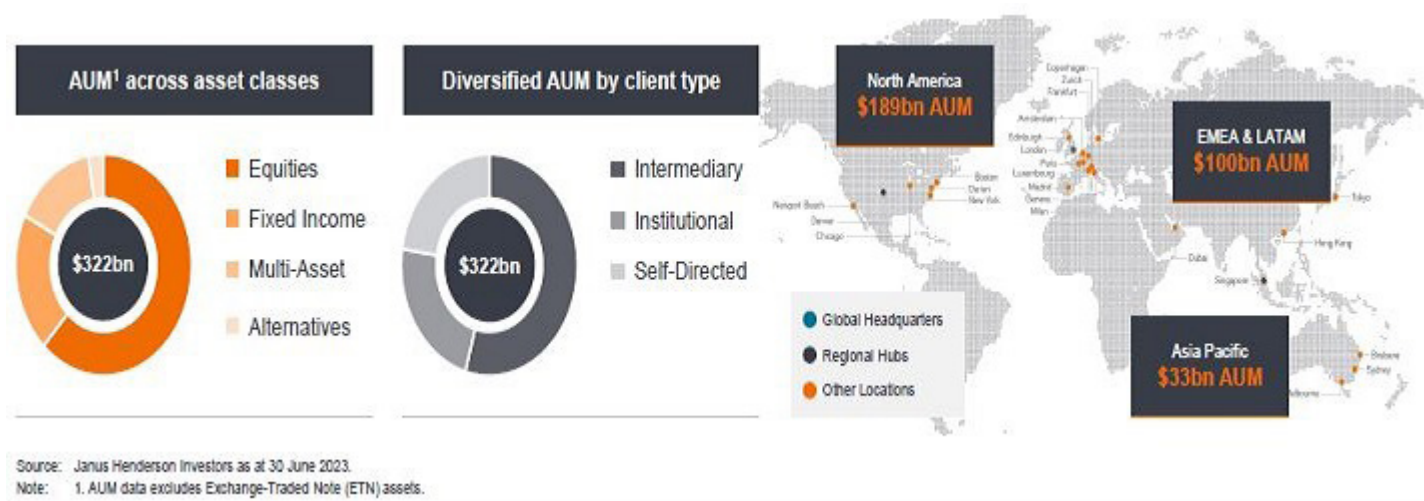 AUM¹ across asset classes
$322bn
Equities
Fixed Income
Multi-Asset
Alternatives
Diversified AUM by client type
$322bn
Intermediary
Institutional
Self-Directed
North America
$189bn AUM
EMEA & LATAM
$100bn AUM
Asia Pacific
$33bn AUM
Copenhagen
Zurich
Frankfurt
Amsterdam
Edinburgh
London
Paris
Luxembourg
Madrid
Geneva
Milan
Boston
Darien
New York
Newport Beach
Denver
Chicago
Dubai
Tokyo
Hong Kong
Singapore
Brisbane
Sydney
Global Headquarters
Regional Hubs
Other Locations
Source: Janus Henderson Investors as at 30 June 2023.
Note: 1. AUM data excludes Exchange-Traded Note (ETN) assets.